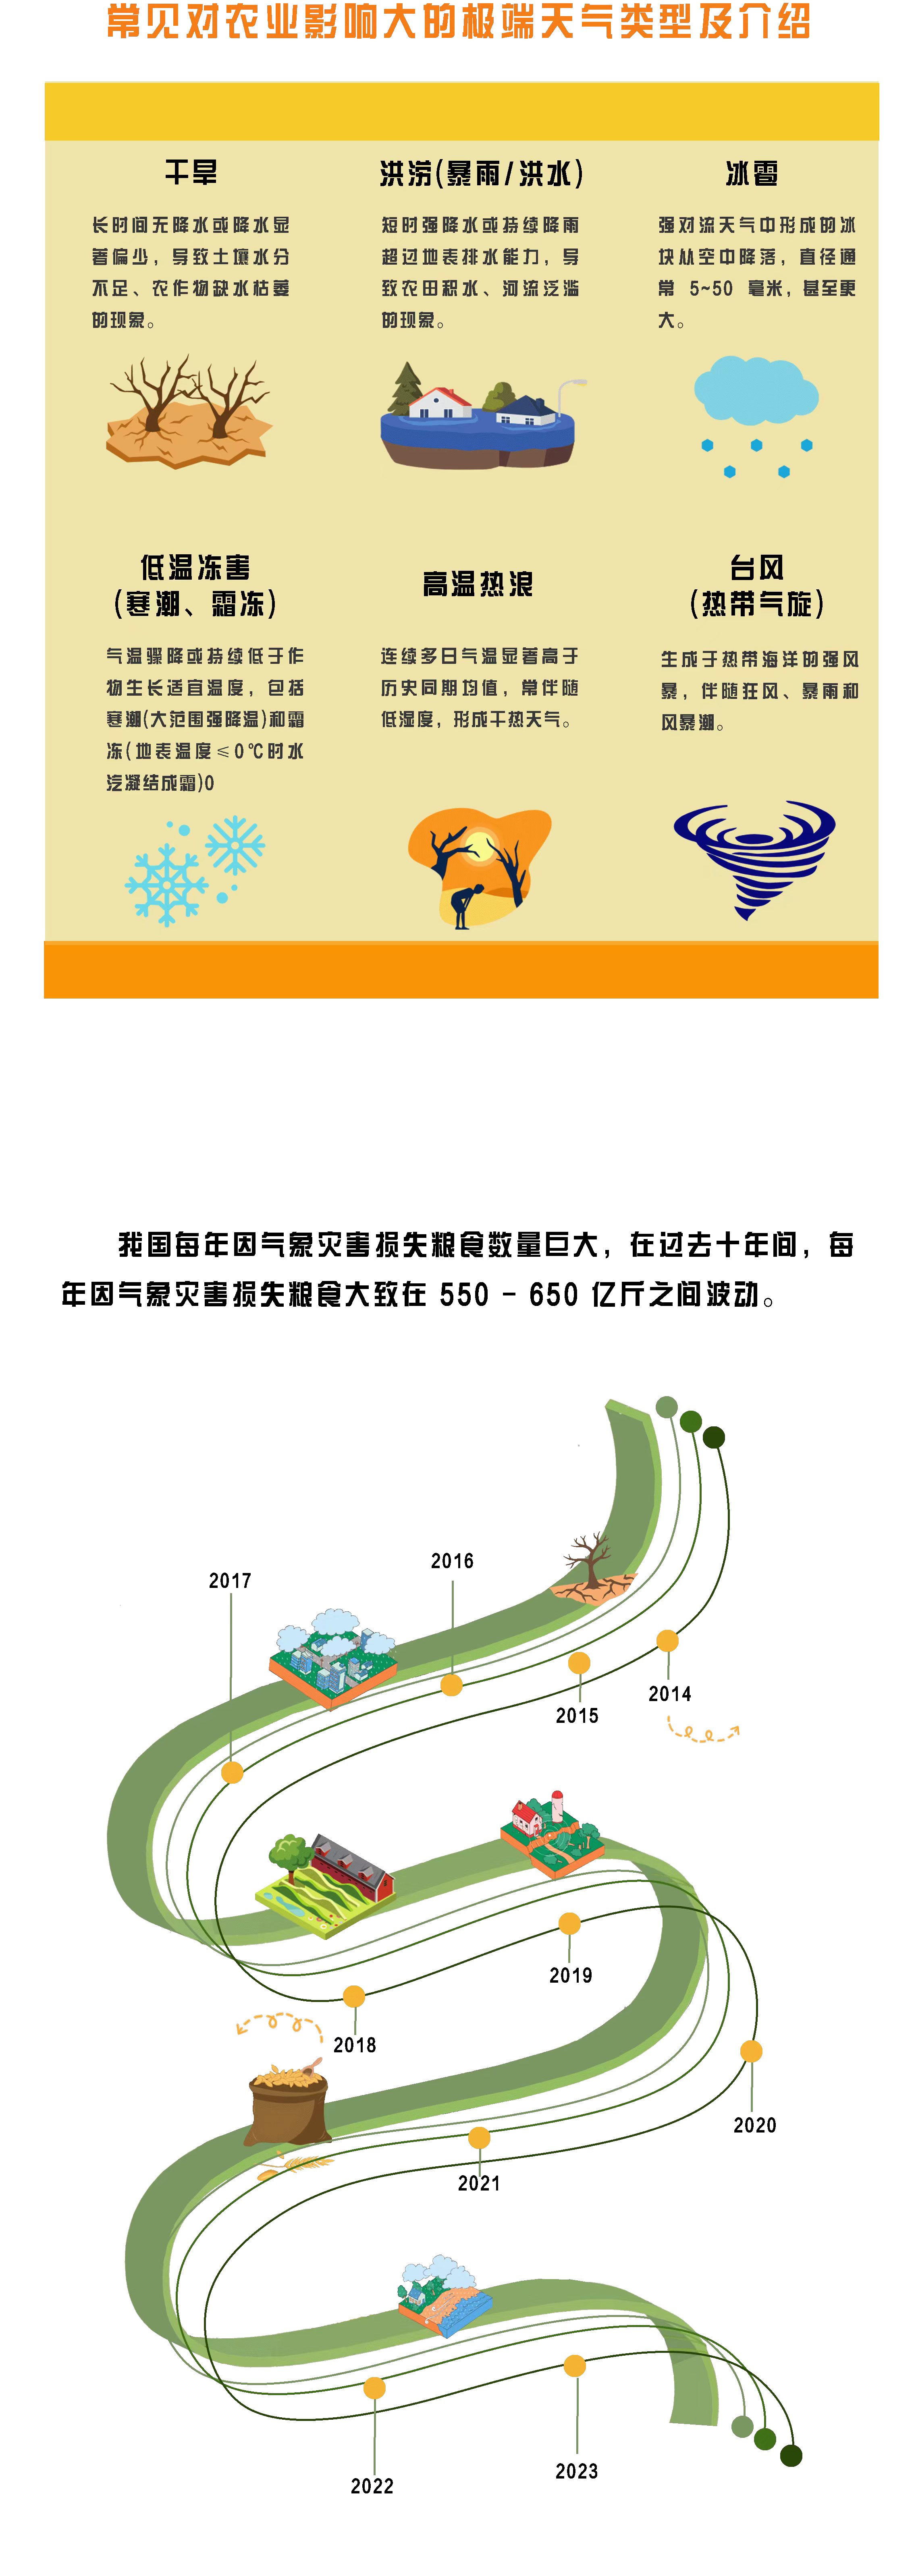 常见对农业影响大的极端天气类型及介绍
干旱
长时间无降水或降水显
著偏少，导致土壤水分
不足、农作物缺水枯萎
的现象。
洪涝(暴雨/洪水)
短时强降水或持续降雨
超过地表排水能力，导
致农田积水、河流泛滥
的现象。
冰雹
强对流天气中形成的冰
块从空中降落，直径通
常 5~50 毫米，甚至更
大。
低温冻害
(寒潮、霜冻)
气温骤降或持续低于作
物生长适宜温度，包括
寒潮(大范围强降温)和霜
冻(地表温度≤0℃时水
汽凝结成霜)0
高温热浪
连续多日气温显著高于
历史同期均值，常伴随
低湿度，形成干热天气。
台风
(热带气旋)
生成于热带海洋的强风
暴，伴随狂风、暴雨和
风暴潮。
我国每年因气象灾害损失粮食数量巨大，在过去十年间，每
年因气象灾害损失粮食大致在 550 - 650 亿斤之间波动。
2016
2017
2014
2015
2019
2018
2020
2021
2023
2022